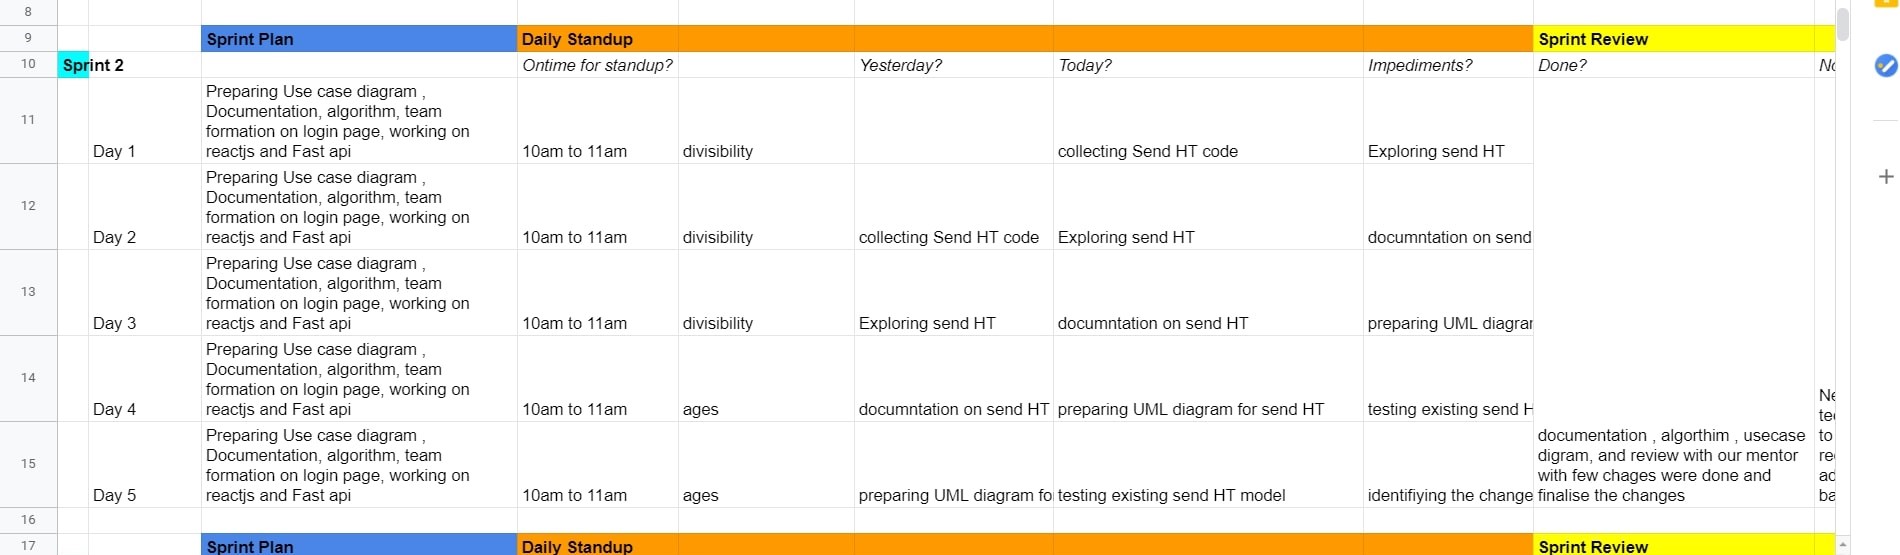 8
9 Sprint Plan Daily Standup Sprint Review
10 Sprint 2 Ontime for standup? Yesterday? Today? Impediments? Done?
Preparing Use case diagram ,
Documentation, algorithm, team
formation on login page, working on
reactjs and Fast api
11 Day 1 10am to 11am divisibility collecting Send HT code Exploring send HT
Preparing Use case diagram ,
Documentation, algorithm, team
formation on login page, working on
reactjs and Fast api
12 Day 2 10am to 11am divisibility collecting Send HT code Exploring send HT documntation on send
Preparing Use case diagram ,
Documentation, algorithm, team
formation on login page, working on
reactjs and Fast api
13 Day 3 10am to 11am divisibility Exploring send HT documntation on send HT preparing UML diagrar
Preparing Use case diagram ,
Documentation, algorithm, team
formation on login page, working on
reactjs and Fast api
14 Day 4 10am to 11am ages documntation on send HT preparing UML diagram for send HT testing existing send H
Preparing Use case diagram ,
Documentation, algorithm, team
formation on login page, working on
reactjs and Fast api
15 Day 5 10am to 11am ages preparing UML diagram fo testing existing send HT model identifiying the change
documentation , algorthim , usecase
digram, and review with our mentor
with few chages were done and
finalise the changes
Ne
to
re
ad
ba
16
17 Sprint Plan Daily Standup Sprint Review